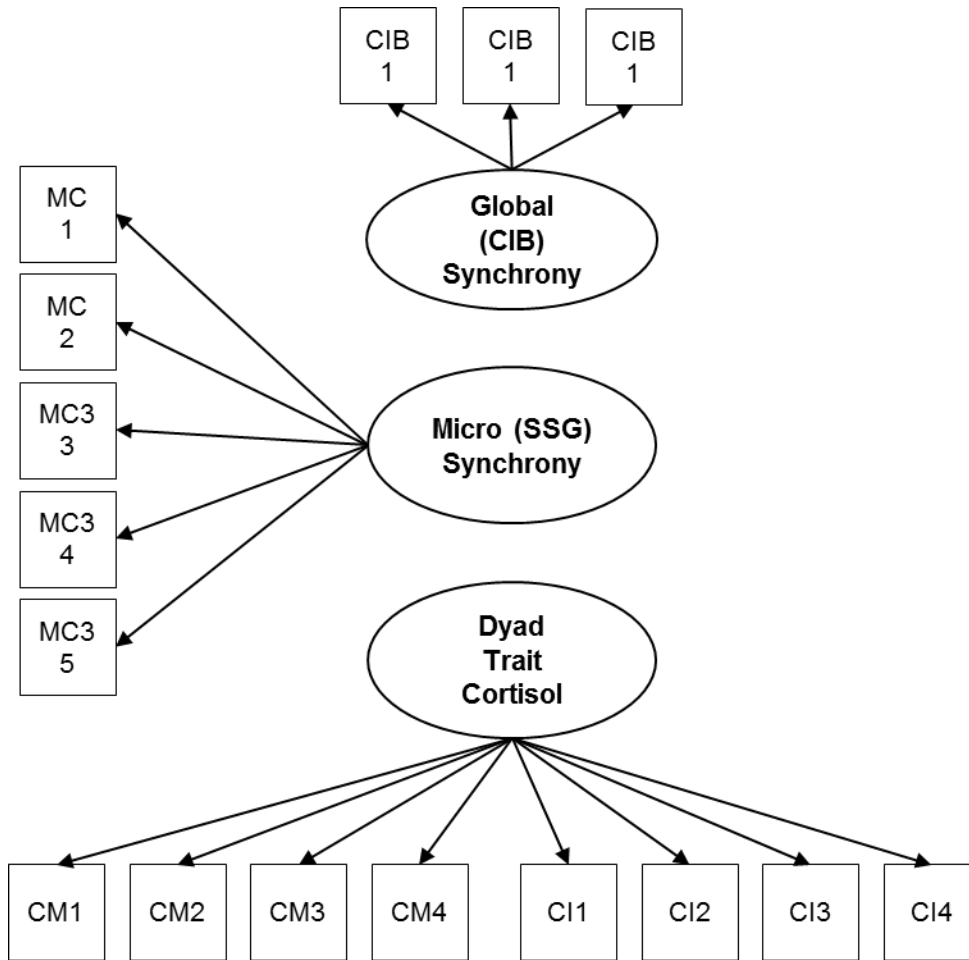 CIB
1
CIB
1
CIB
1
Global
(CIB)
Synchrony
MC
1
MC
2
MC3
3
MC3
4
MC3
5
Micro (SSG)
Synchrony
Dyad
Trait
Cortisol
CM1
CM2
CM3
CM4
CI1
CI2
CI3
CI4